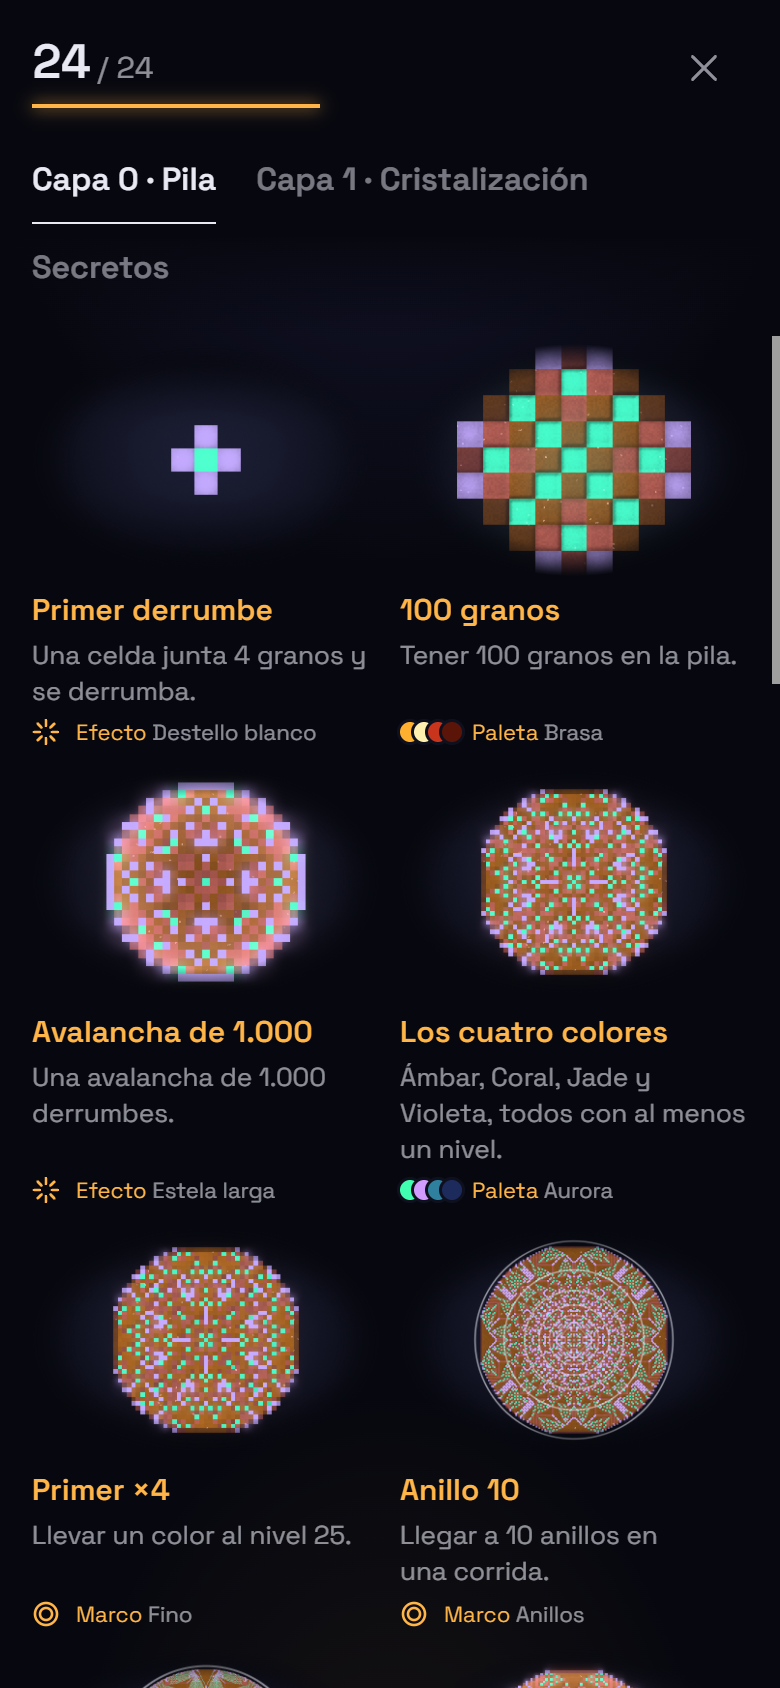 24 / 24
Capa 0 · Pila
Capa 1 · Cristalización
Secretos
Primer derrumbe
Una celda junta 4 granos y
se derrumba.
Efecto Destello blanco
100 granos
Tener 100 granos en la pila.
Paleta Brasa
Avalancha de 1.000
Una avalancha de 1.000
derrumbes.
Efecto Estela larga
Los cuatro colores
Ámbar, Coral, Jade y
Violeta, todos con al menos
un nivel.
Paleta Aurora
Primer ×4
Llevar un color al nivel 25.
Marco Fino
Anillo 10
Llegar a 10 anillos en
una corrida.
Marco Anillos